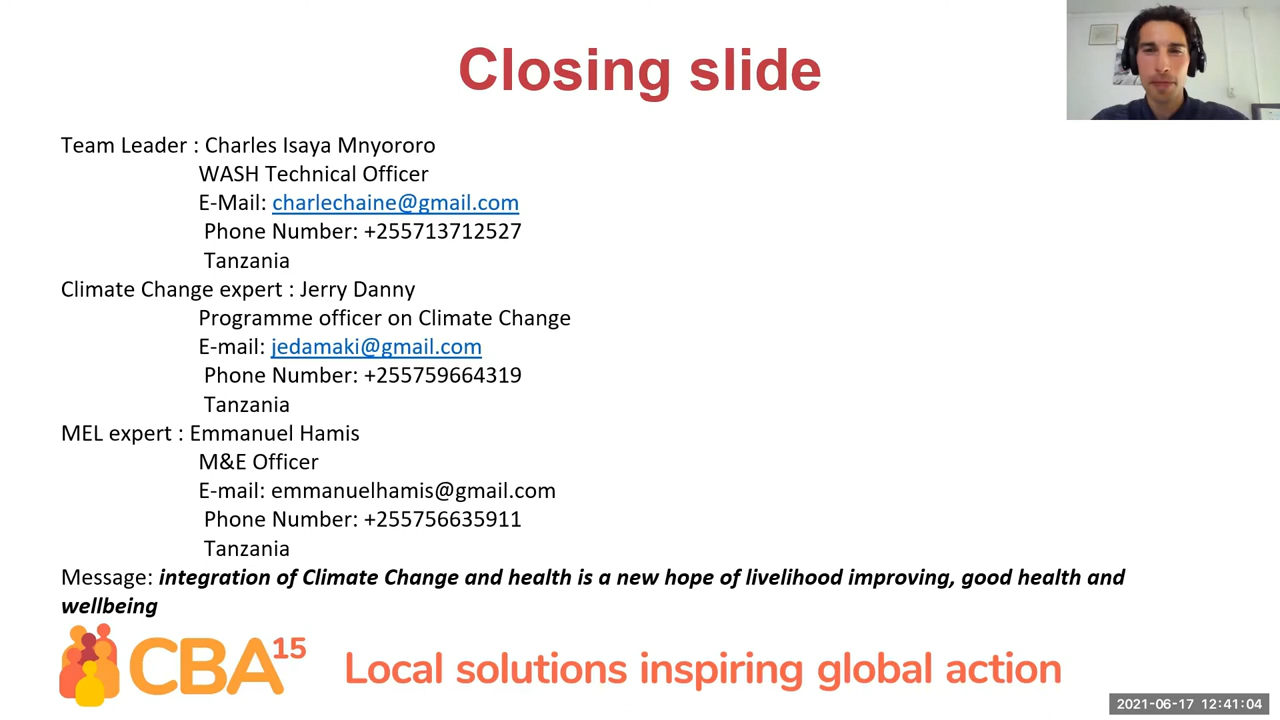 Closing slide
Team Leader : Charles Isaya Mnyororo
WASH Technical Officer
E-Mail: charlechaine@gmail.com
Phone Number: +255713712527
Tanzania
Climate Change expert : Jerry Danny
Programme officer on Climate Change
E-mail: jedamaki@gmail.com
Phone Number: +255759664319
Tanzania
MEL expert : Emmanuel Hamis
M&E Officer
E-mail: emmanuelhamis@gmail.com
Phone Number: +255756635911
Tanzania
Message: integration of Climate Change and health is a new hope of livelihood improving, good health and
wellbeing
CBA15
Local solutions inspiring global action
2021-06-17 12:41:04